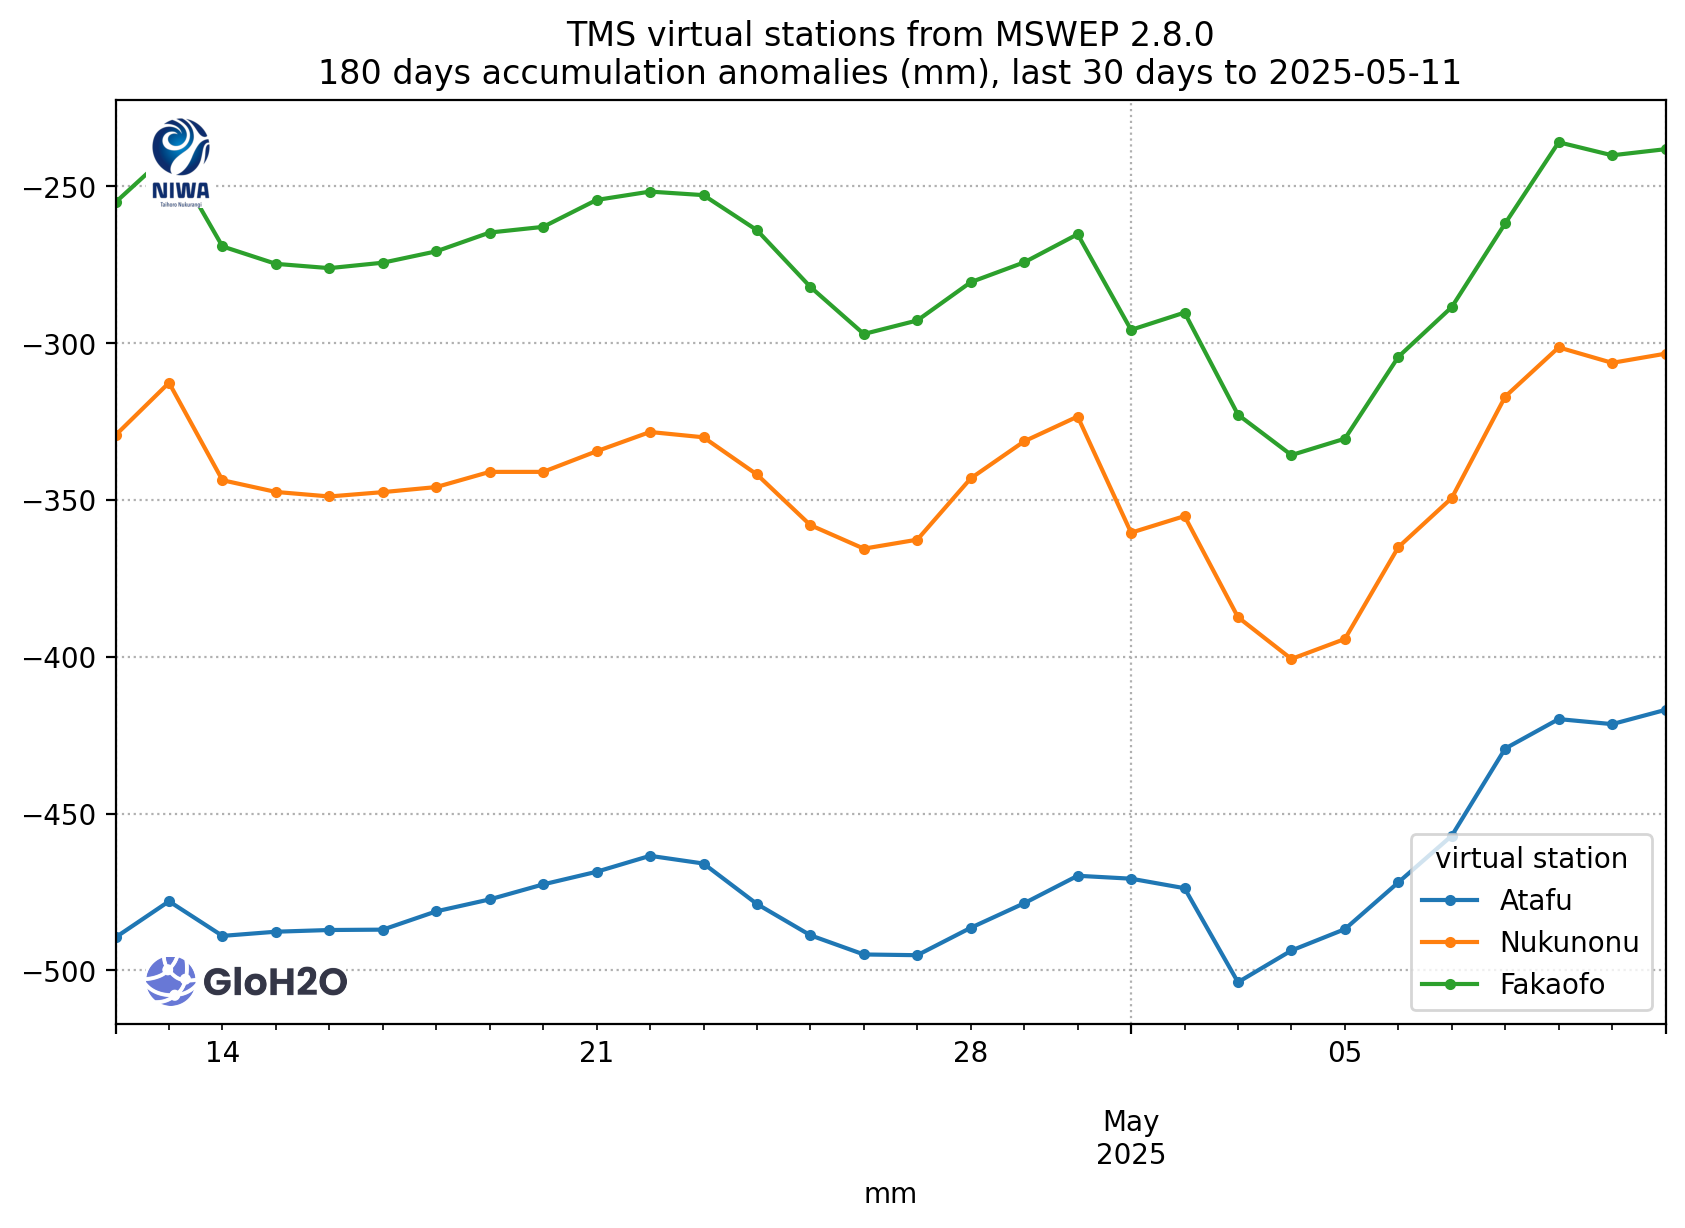 TMS virtual stations from MSWEP 2.8.0
180 days accumulation anomalies (mm), last 30 days to 2025-05-11
NIWA
Taihoro Nukurangi
−250
−300
−350
−400
−450
−500
virtual station
Atafu
Nukunonu
Fakaofo
GloH2O
14
21
28
05
May
2025
mm